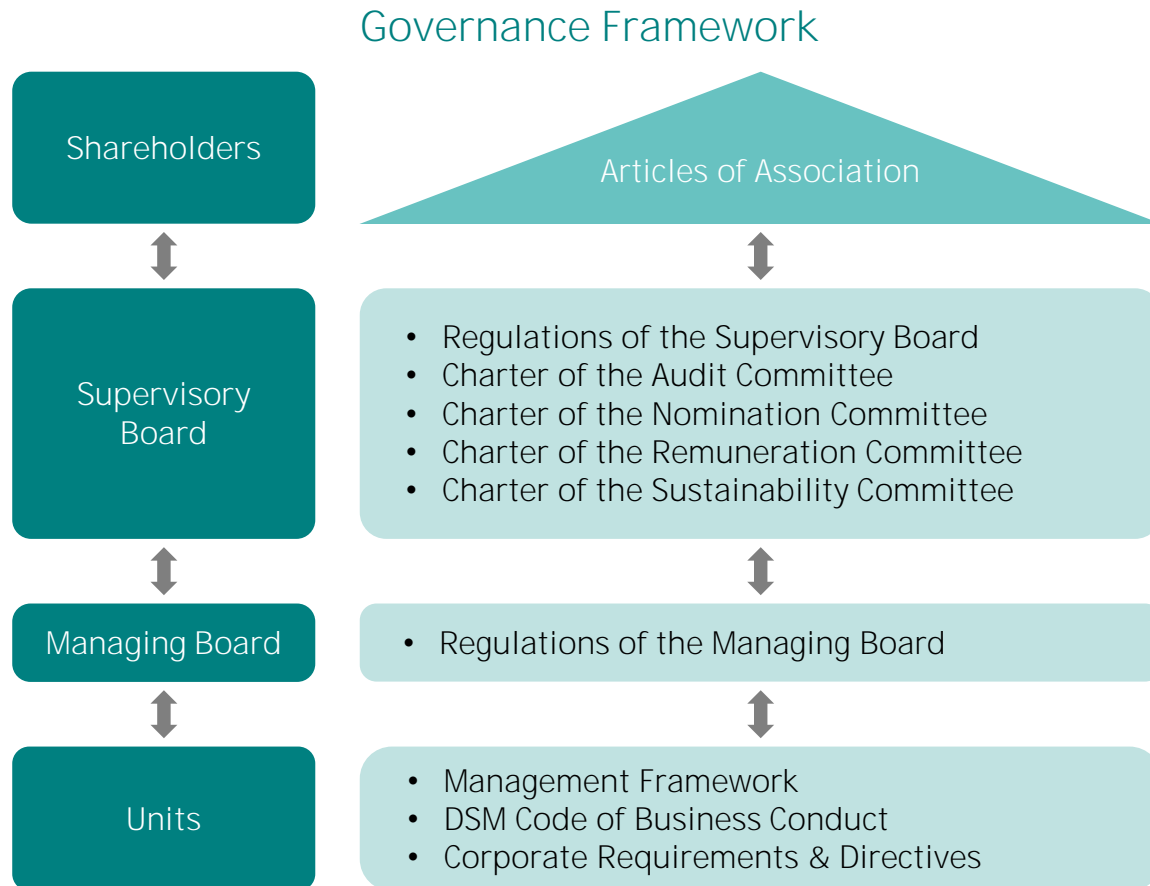 Governance Framework
Shareholders
Articles of Association
Supervisory
Board
• Regulations of the Supervisory Board
• Charter of the Audit Committee
• Charter of the Nomination Committee
• Charter of the Remuneration Committee
• Charter of the Sustainability Committee
Managing Board
• Regulations of the Managing Board
Units
• Management Framework
• DSM Code of Business Conduct
• Corporate Requirements & Directives